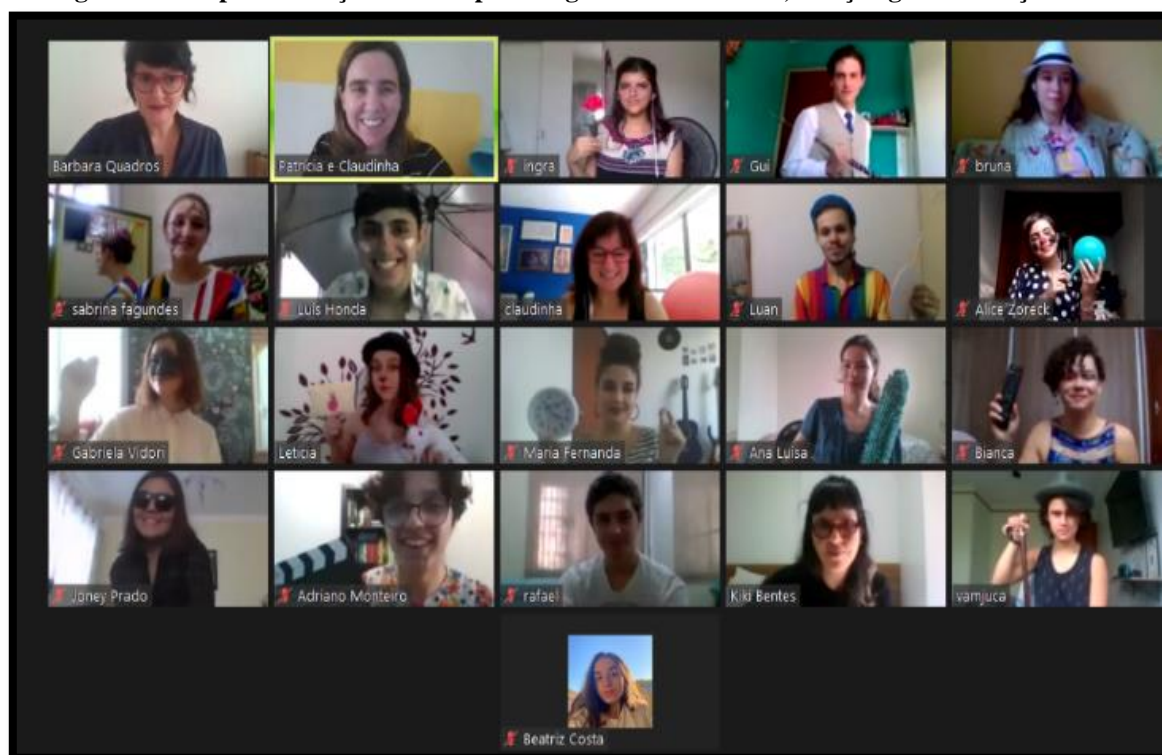 Barbara Quadros
Patricia e Claudinha
ingra
Gui
bruna
sabrina fagundes
Luís Honda
claudinha
Luan
Alice Zoreck
Gabriela Vidori
Leticia
Maria Fernanda
Ana Luisa
Bianca
Joney Prado
Adriano Monteiro
rafael
Kiki Bentes
vamjuca
Beatriz Costa